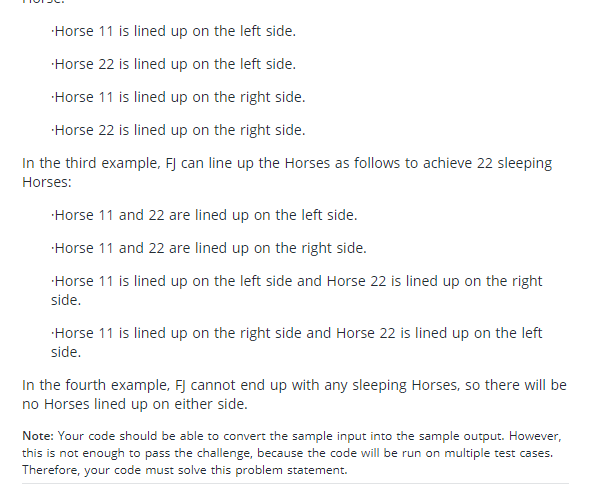 ·Horse 11 is lined up on the left side.
·Horse 22 is lined up on the left side.
·Horse 11 is lined up on the right side.
·Horse 22 is lined up on the right side.
In the third example, FJ can line up the Horses as follows to achieve 22 sleeping
Horses:
·Horse 11 and 22 are lined up on the left side.
·Horse 11 and 22 are lined up on the right side.
·Horse 11 is lined up on the left side and Horse 22 is lined up on the right
side.
·Horse 11 is lined up on the right side and Horse 22 is lined up on the left
side.
In the fourth example, FJ cannot end up with any sleeping Horses, so there will be
no Horses lined up on either side.
Note: Your code should be able to convert the sample input into the sample output. However,
this is not enough to pass the challenge, because the code will be run on multiple test cases.
Therefore, your code must solve this problem statement.